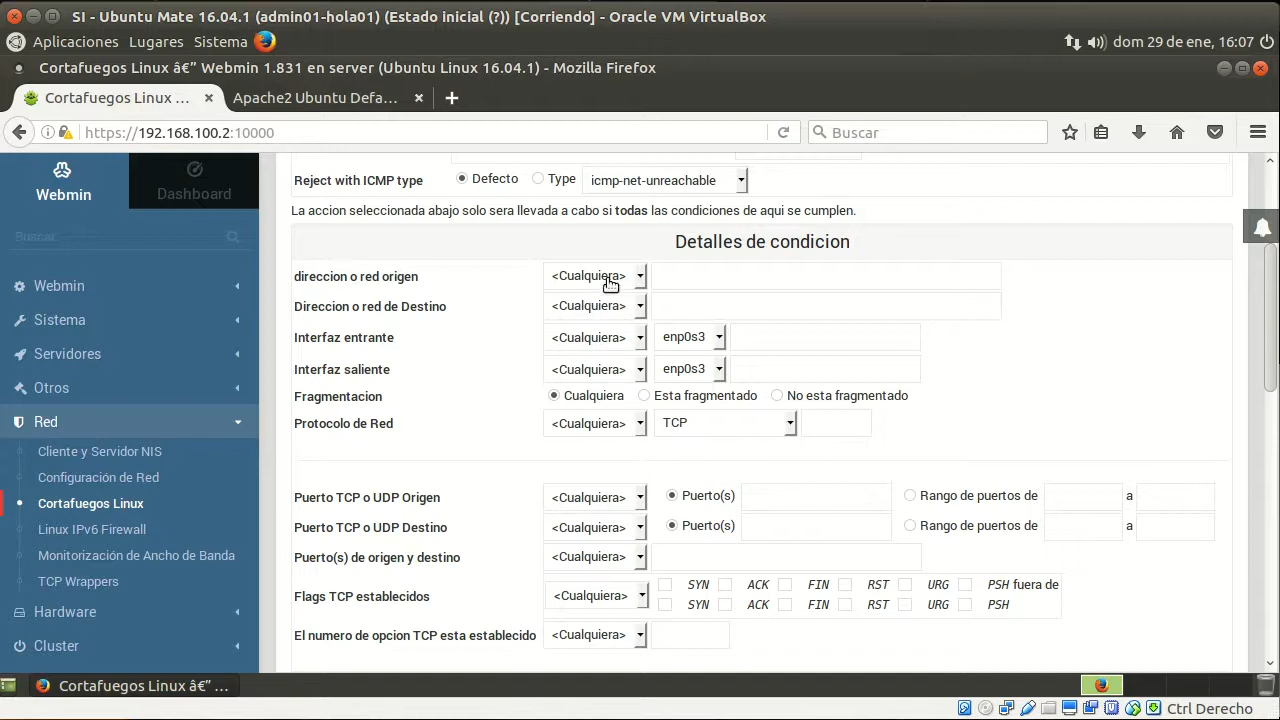 SI - Ubuntu Mate 16.04.1 (admin01-hola01) (Estado inicial (?)) [Corriendo] - Oracle VM VirtualBox
Aplicaciones Lugares Sistema dom 29 de ene, 16:07
Cortafuegos Linux â€” Webmin 1.831 en server (Ubuntu Linux 16.04.1) - Mozilla Firefox
Cortafuegos Linux ... Apache2 Ubuntu Defa...
https://192.168.100.2:10000 Buscar
Webmin Dashboard
Buscar
Webmin
Sistema
Servidores
Otros
Red
Cliente y Servidor NIS
Configuración de Red
Cortafuegos Linux
Linux IPv6 Firewall
Monitorización de Ancho de Banda
TCP Wrappers
Hardware
Cluster
Reject with ICMP type Defecto Type icmp-net-unreachable
La accion seleccionada abajo solo sera llevada a cabo si todas las condiciones de aqui se cumplen.
Detalles de condicion
direccion o red origen <Cualquiera>
Direccion o red de Destino <Cualquiera>
Interfaz entrante <Cualquiera> enp0s3
Interfaz saliente <Cualquiera> enp0s3
Fragmentacion Cualquiera Esta fragmentado No esta fragmentado
Protocolo de Red <Cualquiera> TCP
Puerto TCP o UDP Origen <Cualquiera> Puerto(s) Rango de puertos de a
Puerto TCP o UDP Destino <Cualquiera> Puerto(s) Rango de puertos de a
Puerto(s) de origen y destino <Cualquiera>
Flags TCP establecidos <Cualquiera> SYN ACK FIN RST URG PSH fuera de
SYN ACK FIN RST URG PSH
El numero de opcion TCP esta establecido <Cualquiera>
Cortafuegos Linux â€” ...
Ctrl Derecho